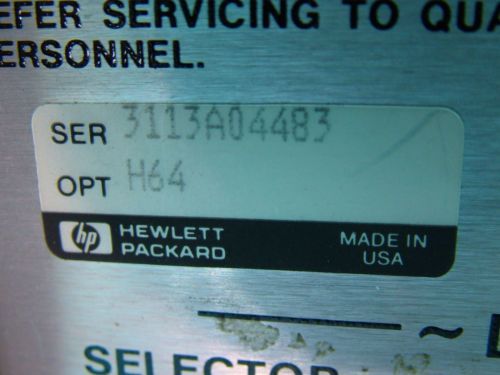 EFER SERVICING TO QUA
ERSONNEL.
SER 3113A04483
OPT H64
hp HEWLETT
PACKARD
MADE IN
USA
~
SELECTOR